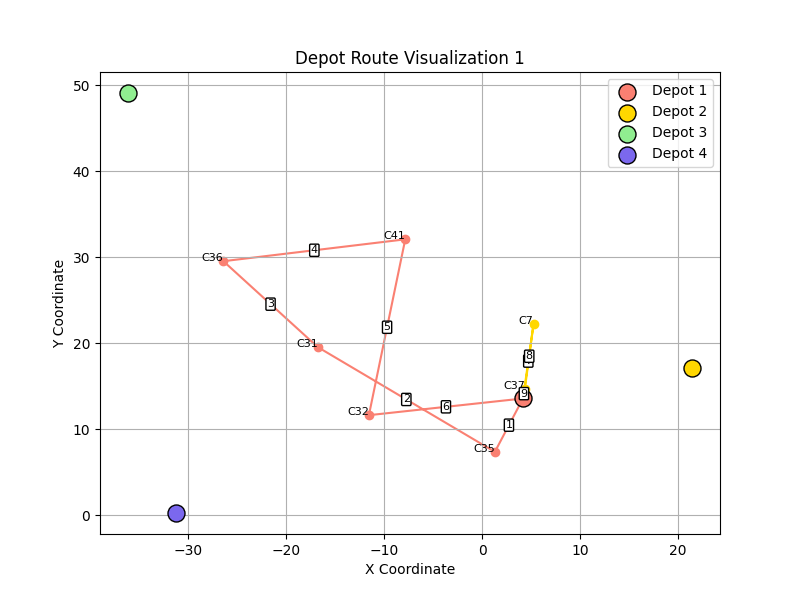 Depot Route Visualization 1
Depot 1
Depot 2
Depot 3
Depot 4
Y Coordinate
50
40
30
20
10
0
C41
C36
4
3
5
C7
C31
8
C37
9
2
6
C32
1
C35
−30
−20
−10
0
10
20
X Coordinate